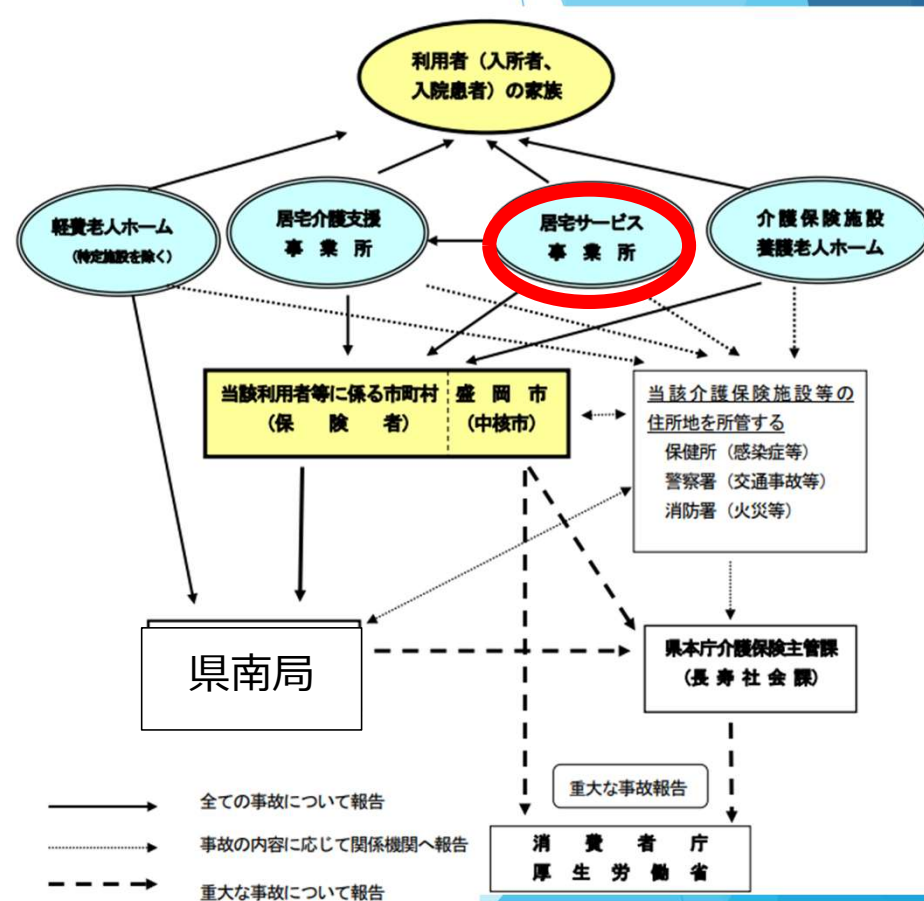 利用者（入所者、
入院患者）の家族
軽費老人ホーム
（特定施設を除く）
居宅介護支援
事業所
居宅サービス
事業所
介護保険施設
養護老人ホーム
当該利用者等に係る市町村
（保険者）
盛岡市
（中核市）
当該介護保険施設等の
住所地を所管する
保健所（感染症等）
警察署（交通事故等）
消防署（火災等）
県南局
県本庁介護保険主管課
（長寿社会課）
重大な事故報告
消費者庁
厚生労働省
全ての事故について報告
事故の内容に応じて関係機関へ報告
重大な事故について報告